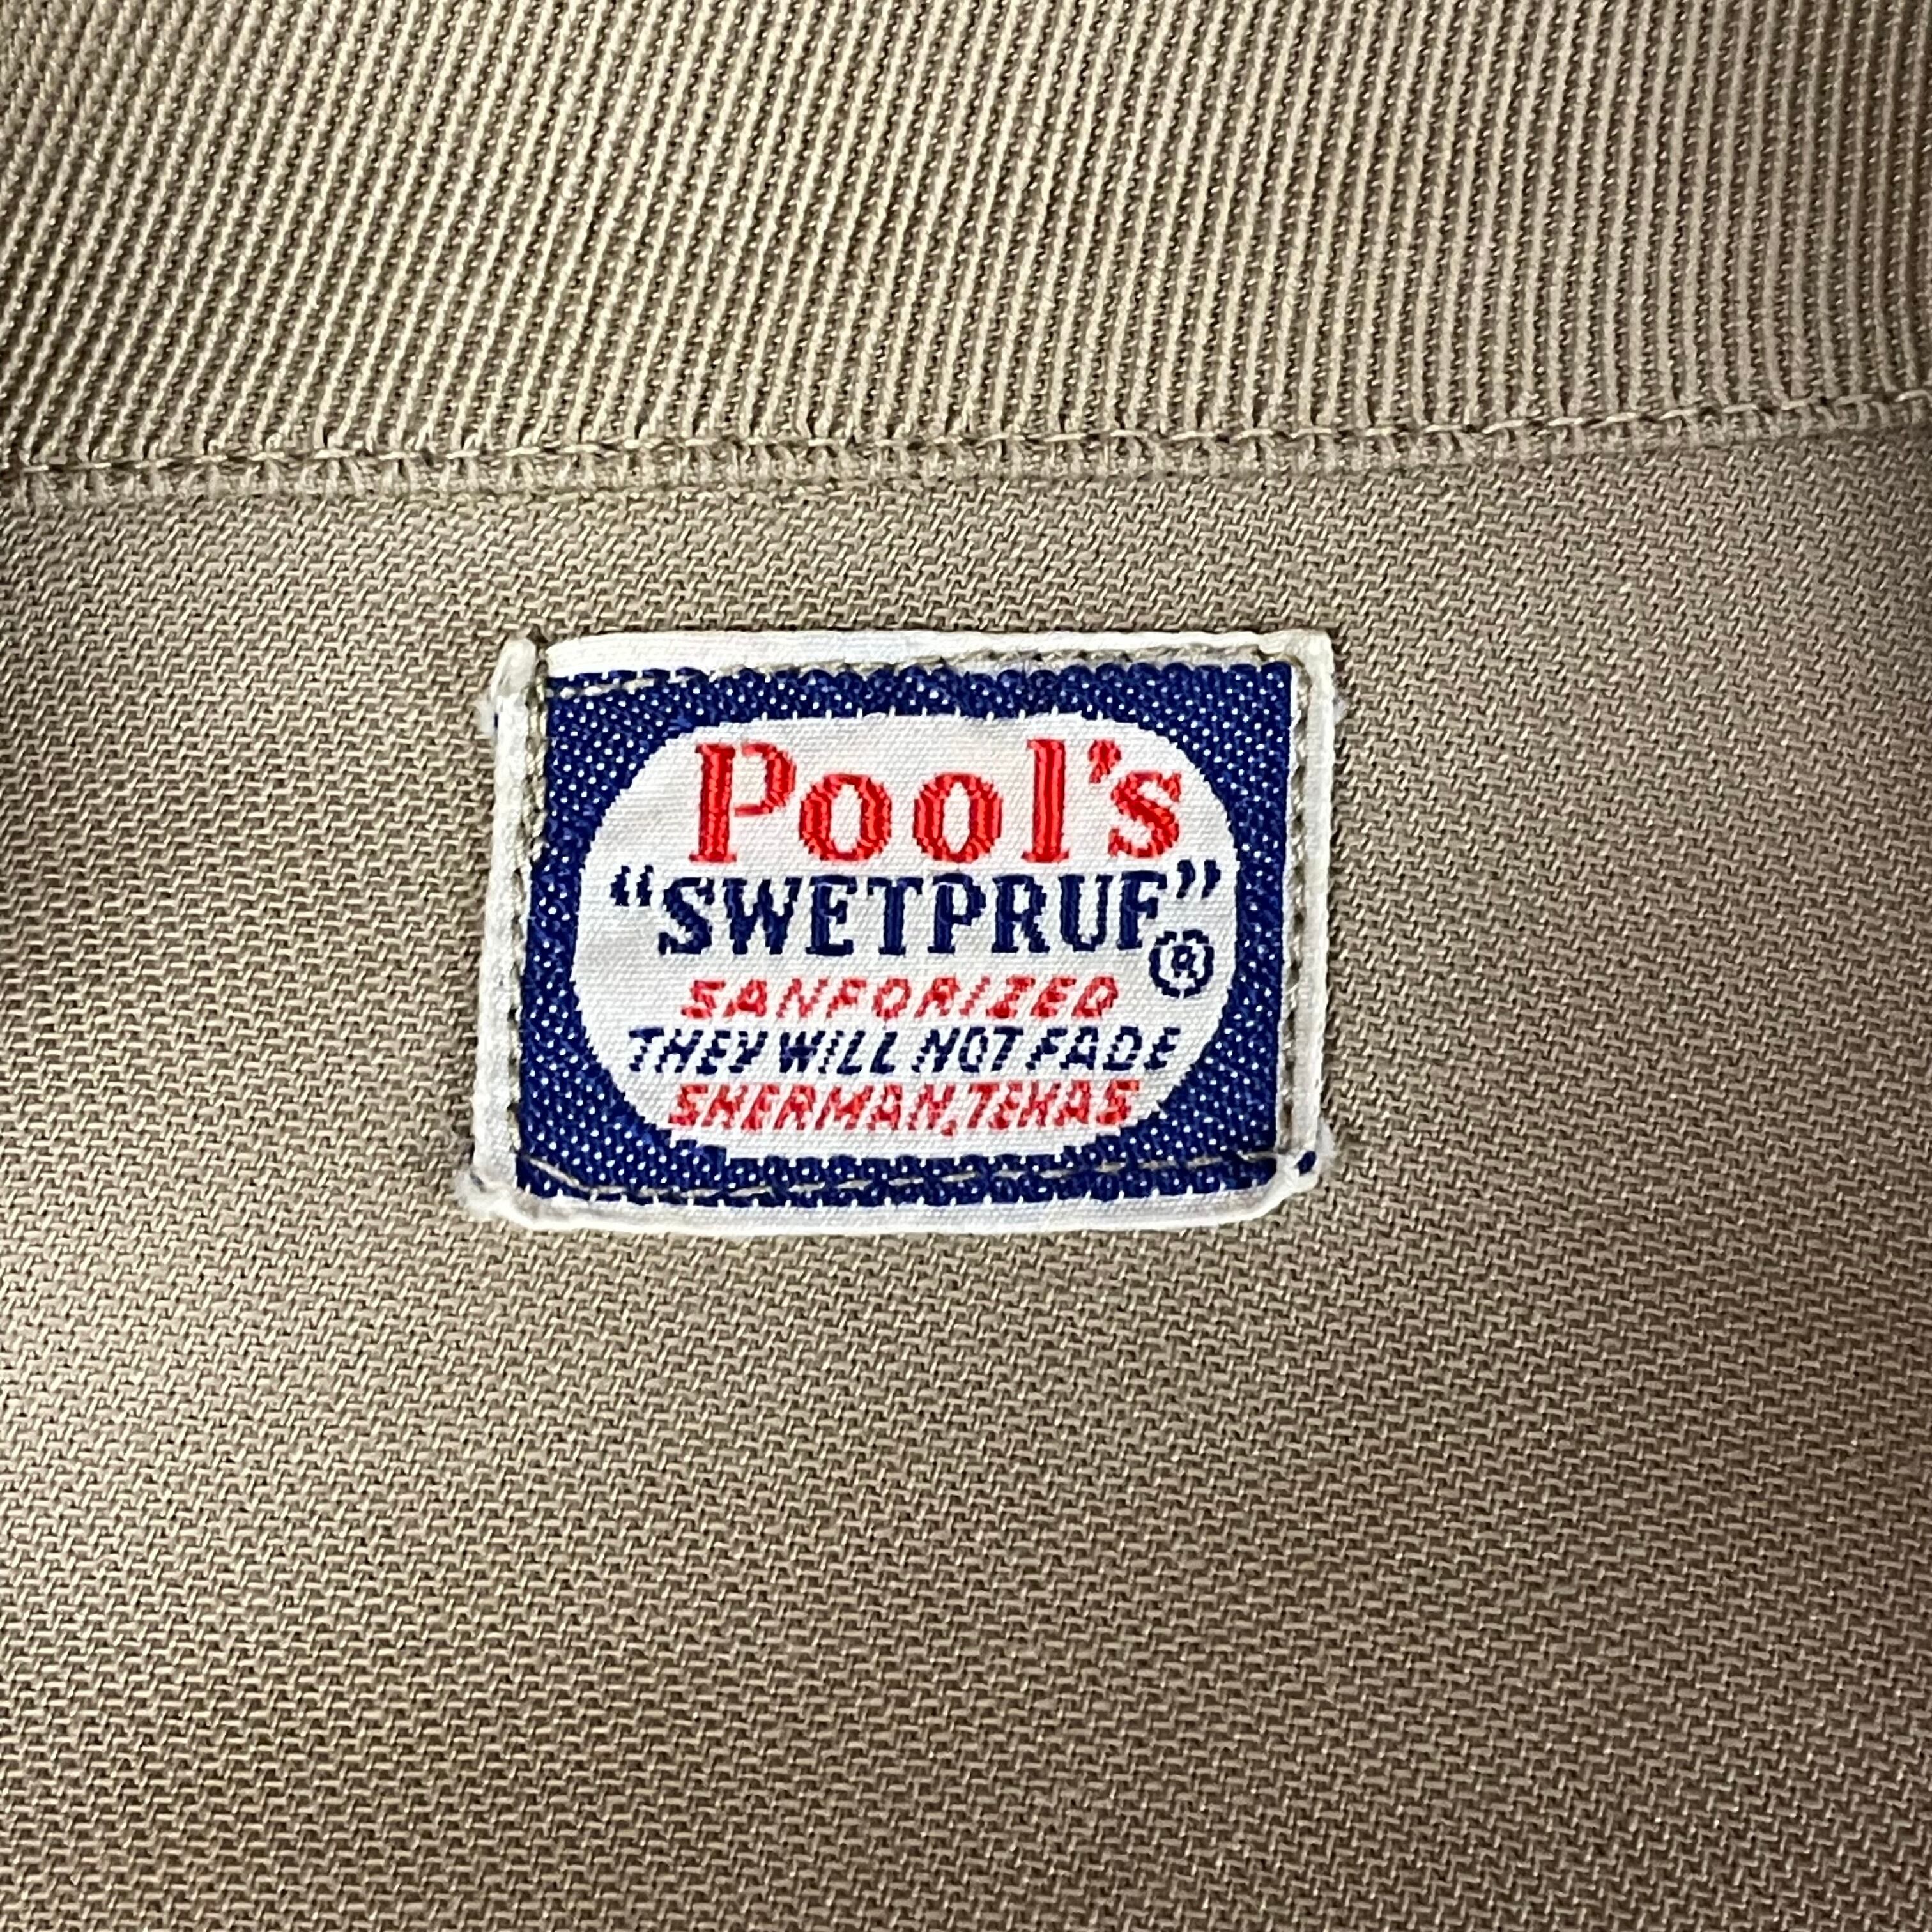 Pool's
“SWETPRUF”®
SANFORIZED
THEY WILL NOT FADE
SHERMAN, TEXAS